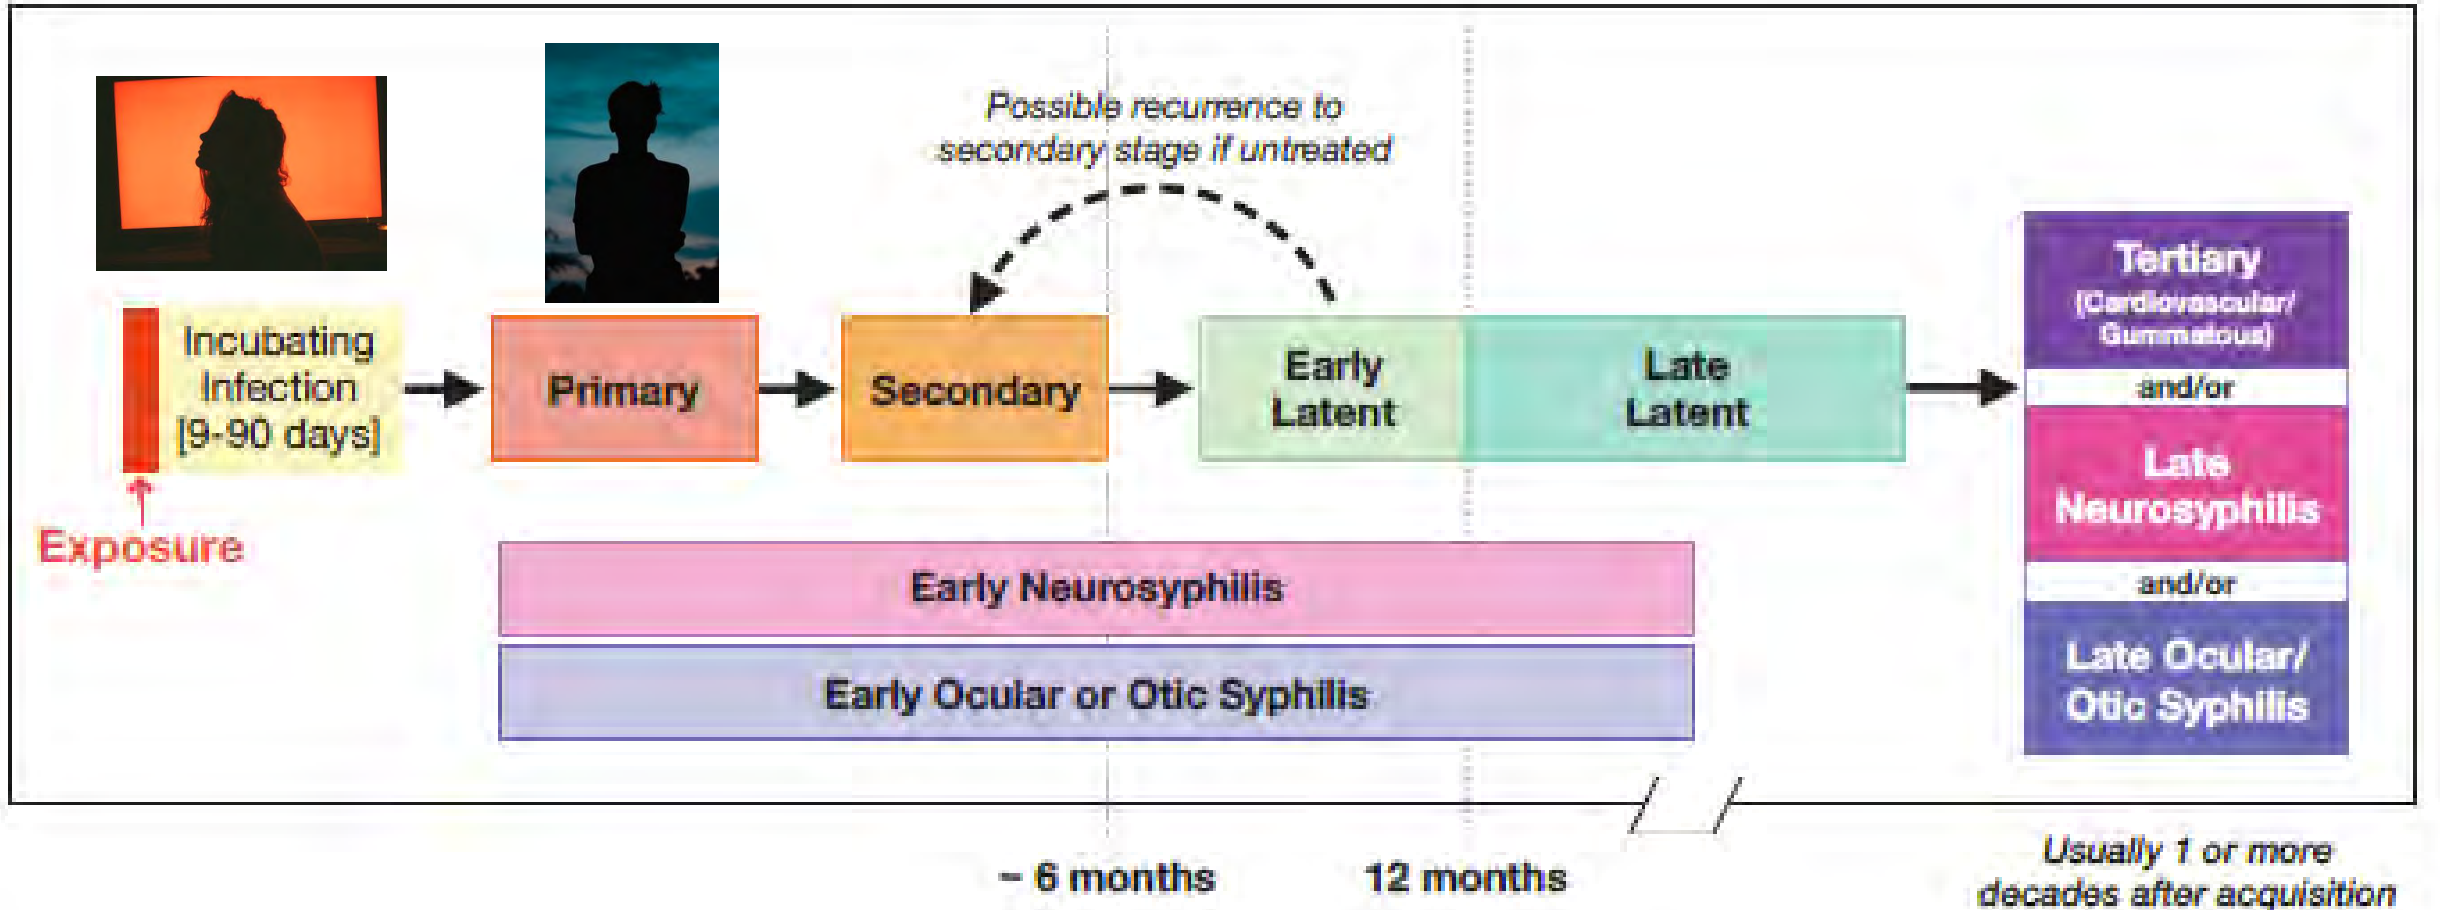 Possible recurrence to
secondary stage if untreated
Incubating
Infection
[9-90 days]
Exposure
Primary
Secondary
Early
Latent
Late
Latent
Tertiary
(Cardiovascular/
Gummatous)
and/or
Late
Neurosyphilis
and/or
Late Ocular/
Otic Syphilis
Early Neurosyphilis
Early Ocular or Otic Syphilis
~ 6 months
12 months
Usually 1 or more
decades after acquisition